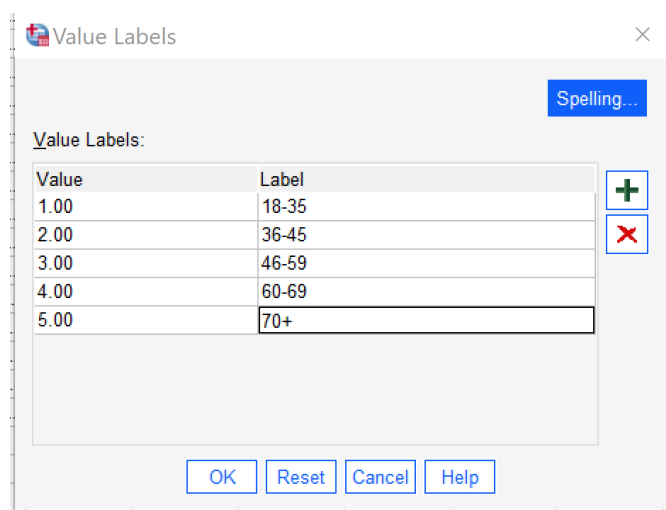 Value Labels
Spelling...
Value Labels:
Value Label
1.00 18-35
2.00 36-45
3.00 46-59
4.00 60-69
5.00 70+
OK Reset Cancel Help